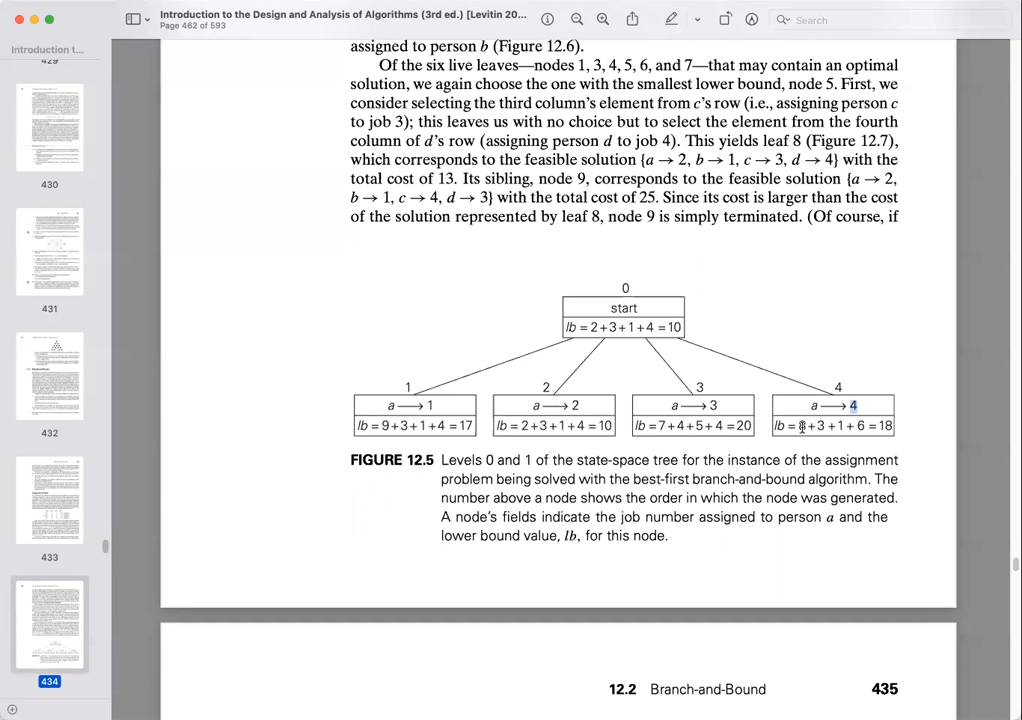 Introduction to the Design and Analysis of Algorithms (3rd ed.) [Levitin 20...
Page 462 of 593
Search
Introduction t...
429
430
431
432
433
434
assigned to person b (Figure 12.6).
Of the six live leaves—nodes 1, 3, 4, 5, 6, and 7—that may contain an optimal
solution, we again choose the one with the smallest lower bound, node 5. First, we
consider selecting the third column's element from c's row (i.e., assigning person c
to job 3); this leaves us with no choice but to select the element from the fourth
column of d's row (assigning person d to job 4). This yields leaf 8 (Figure 12.7),
which corresponds to the feasible solution {a → 2, b → 1, c → 3, d → 4} with the
total cost of 13. Its sibling, node 9, corresponds to the feasible solution {a → 2,
b → 1, c → 4, d → 3} with the total cost of 25. Since its cost is larger than the cost
of the solution represented by leaf 8, node 9 is simply terminated. (Of course, if
0
start
lb = 2+3+1+4 =10
1 2 3 4
a → 1 a → 2 a → 3 a → 4
lb = 9+3+1+4 = 17 lb = 2+3+1+4 = 10 lb = 7+4+5+4 = 20 lb = 8+3+1+6 = 18
FIGURE 12.5 Levels 0 and 1 of the state-space tree for the instance of the assignment
problem being solved with the best-first branch-and-bound algorithm. The
number above a node shows the order in which the node was generated.
A node's fields indicate the job number assigned to person a and the
lower bound value, lb, for this node.
12.2 Branch-and-Bound 435